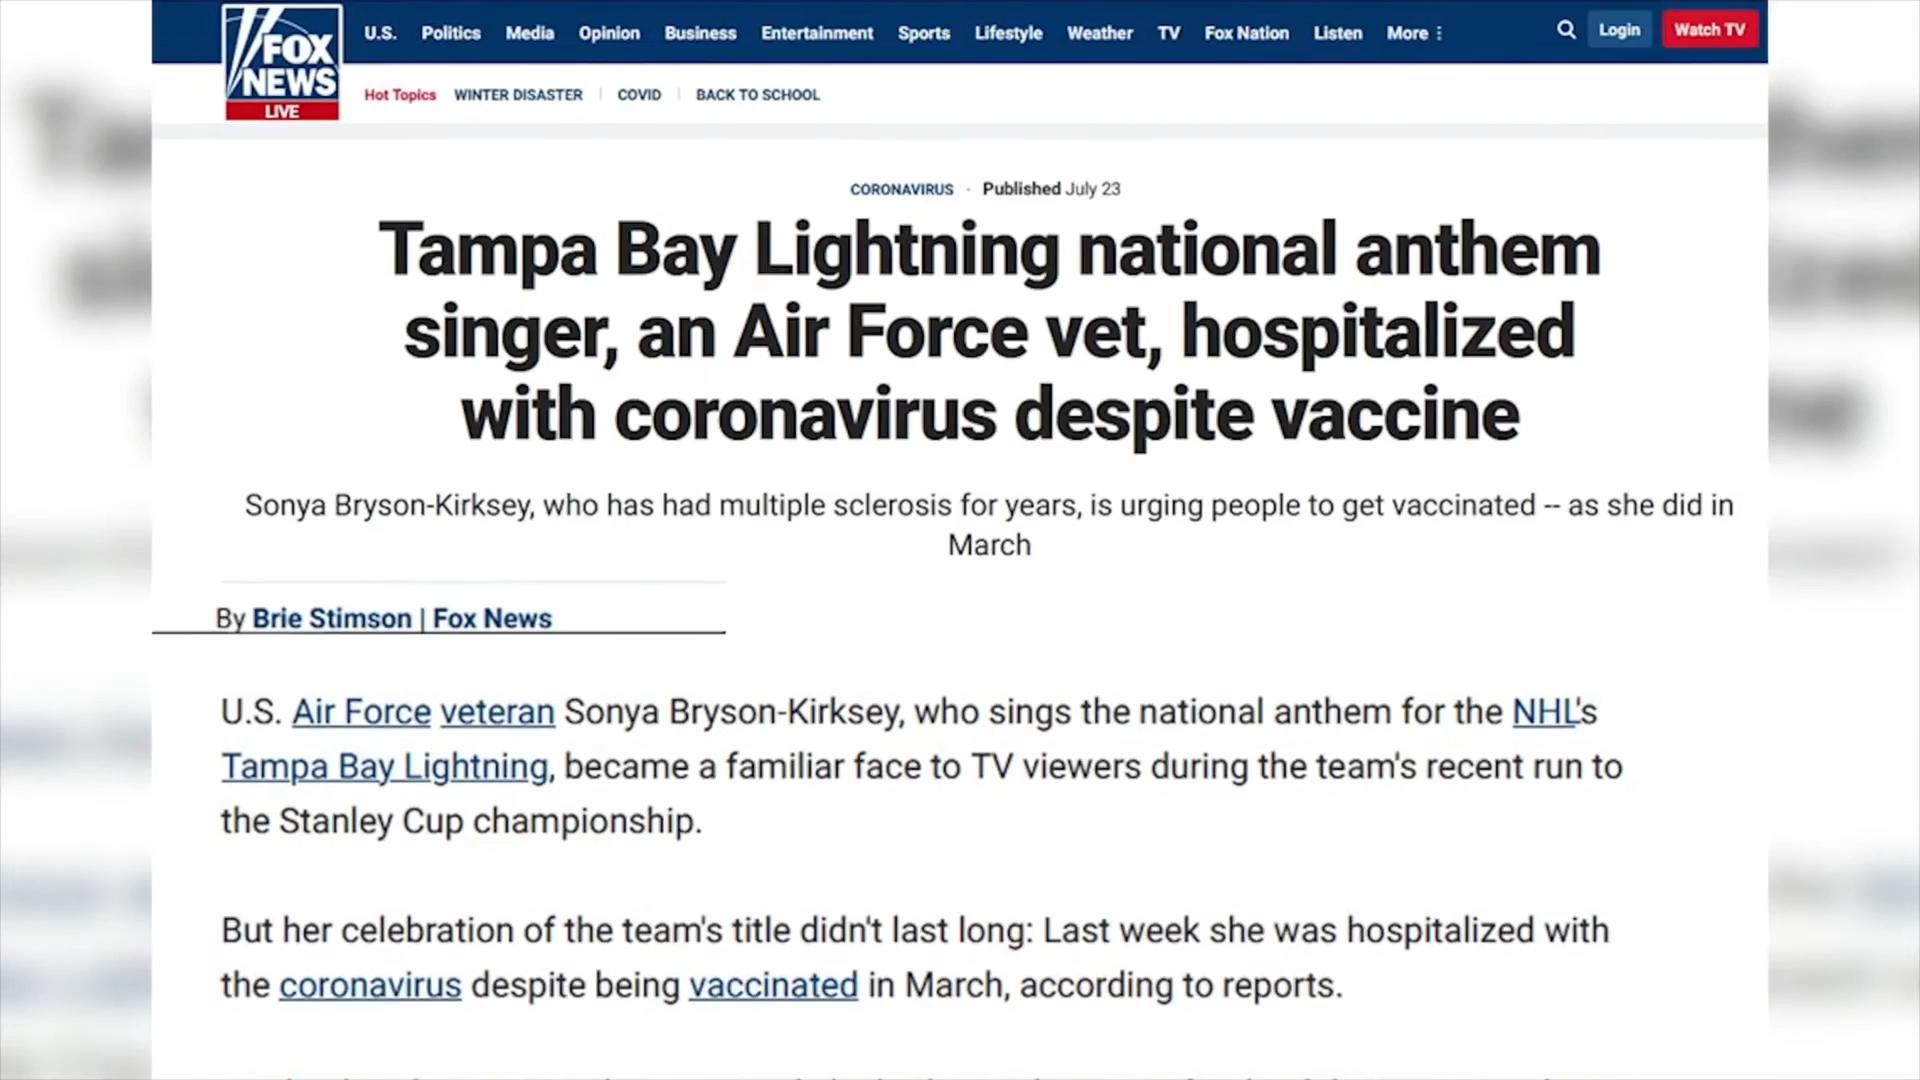 FOX
NEWS
LIVE
U.S. Politics Media Opinion Business Entertainment Sports Lifestyle Weather TV Fox Nation Listen More Login Watch TV
Hot Topics WINTER DISASTER COVID BACK TO SCHOOL
CORONAVIRUS · Published July 23
Tampa Bay Lightning national anthem
singer, an Air Force vet, hospitalized
with coronavirus despite vaccine
Sonya Bryson-Kirksey, who has had multiple sclerosis for years, is urging people to get vaccinated -- as she did in
March
By Brie Stimson | Fox News
U.S. Air Force veteran Sonya Bryson-Kirksey, who sings the national anthem for the NHL's
Tampa Bay Lightning, became a familiar face to TV viewers during the team's recent run to
the Stanley Cup championship.
But her celebration of the team's title didn't last long: Last week she was hospitalized with
the coronavirus despite being vaccinated in March, according to reports.